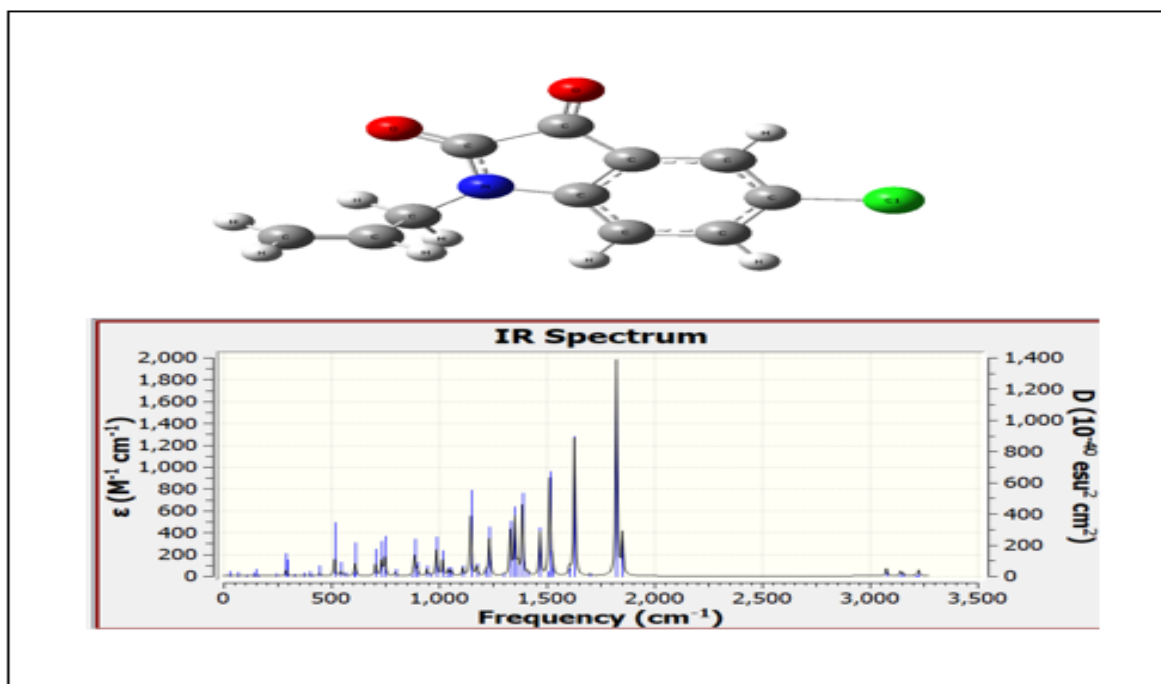 H
H
H
H
H
H
H
H
C
C
C
C
C
C
C
C
C
C
C
Cl
IR Spectrum
ε (M⁻¹ cm⁻¹)
2,000
1,800
1,600
1,400
1,200
1,000
800
600
400
200
0
D (10⁻⁴⁰ esu² cm²)
1,400
1,200
1,000
800
600
400
200
0
0
500
1,000
1,500
2,000
2,500
3,000
3,500
Frequency (cm⁻¹)